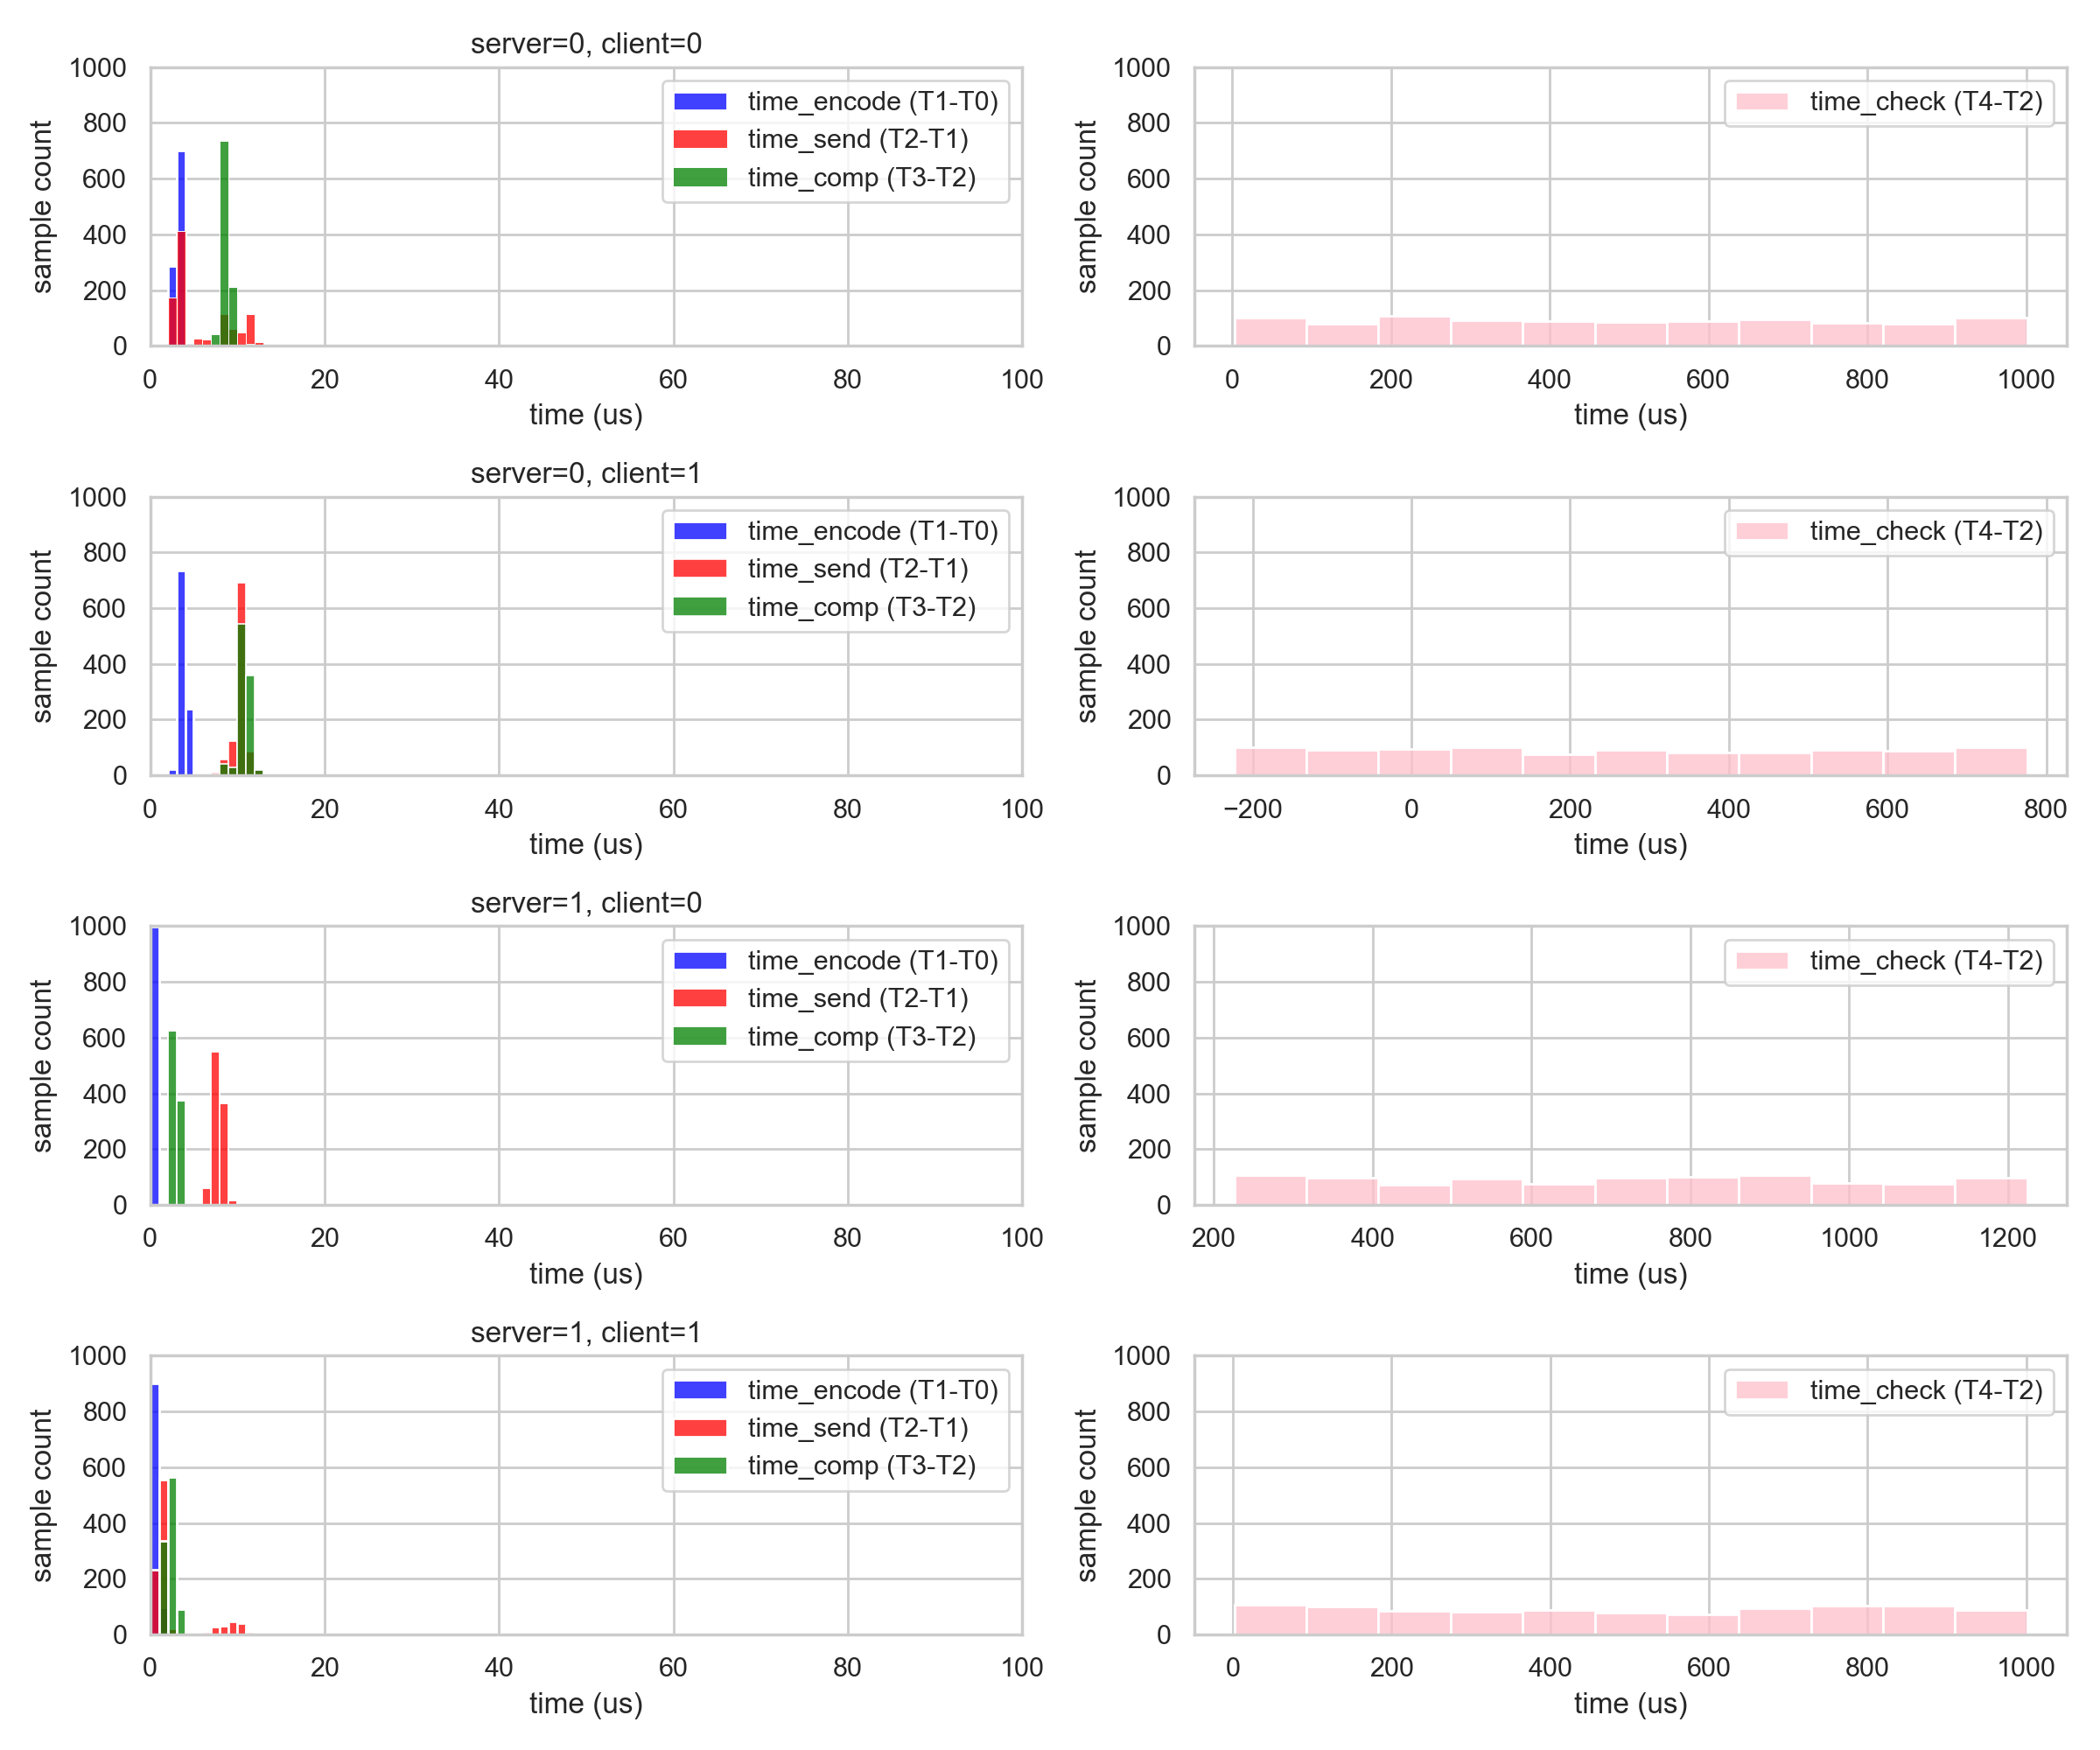 server=0, client=0
1000
800
600
400
200
0
sample count
time_encode (T1-T0)
time_send (T2-T1)
time_comp (T3-T2)
0 20 40 60 80 100
time (us)
1000
800
600
400
200
0
sample count
time_check (T4-T2)
0 200 400 600 800 1000
time (us)
server=0, client=1
1000
800
600
400
200
0
sample count
time_encode (T1-T0)
time_send (T2-T1)
time_comp (T3-T2)
0 20 40 60 80 100
time (us)
1000
800
600
400
200
0
sample count
time_check (T4-T2)
−200 0 200 400 600 800
time (us)
server=1, client=0
1000
800
600
400
200
0
sample count
time_encode (T1-T0)
time_send (T2-T1)
time_comp (T3-T2)
0 20 40 60 80 100
time (us)
1000
800
600
400
200
0
sample count
time_check (T4-T2)
200 400 600 800 1000 1200
time (us)
server=1, client=1
1000
800
600
400
200
0
sample count
time_encode (T1-T0)
time_send (T2-T1)
time_comp (T3-T2)
0 20 40 60 80 100
time (us)
1000
800
600
400
200
0
sample count
time_check (T4-T2)
0 200 400 600 800 1000
time (us)